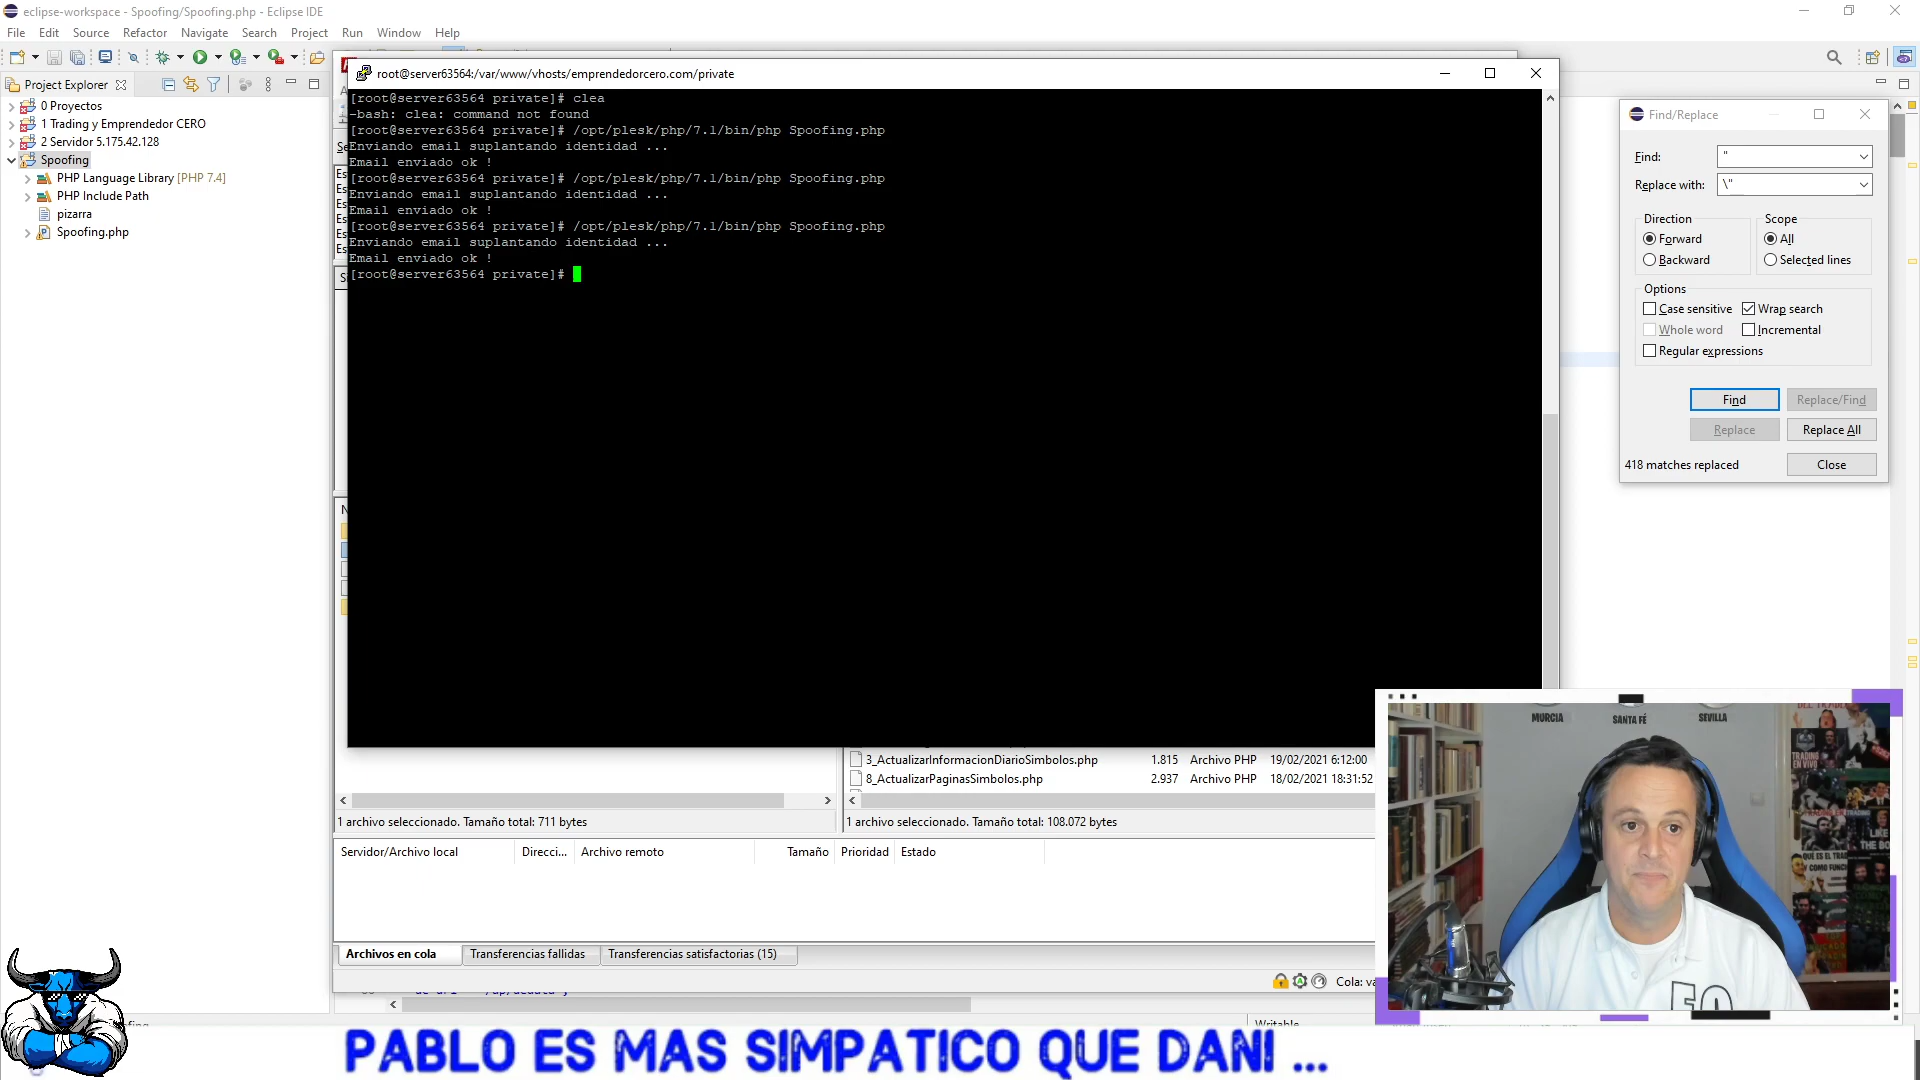 eclipse-workspace - Spoofing/Spoofing.php - Eclipse IDE
File Edit Source Refactor Navigate Search Project Run Window Help
Project Explorer
0 Proyectos
1 Trading y Emprendedor CERO
2 Servidor 5.175.42.128
Spoofing
PHP Language Library [PHP 7.4]
PHP Include Path
pizarra
Spoofing.php
root@server63564:/var/www/vhosts/emprendedorcero.com/private
[root@server63564 private]# clea
-bash: clea: command not found
[root@server63564 private]# /opt/plesk/php/7.1/bin/php Spoofing.php
Enviando email suplantando identidad ...
Email enviado ok !
[root@server63564 private]# /opt/plesk/php/7.1/bin/php Spoofing.php
Enviando email suplantando identidad ...
Email enviado ok !
[root@server63564 private]# /opt/plesk/php/7.1/bin/php Spoofing.php
Enviando email suplantando identidad ...
Email enviado ok !
[root@server63564 private]#
Find/Replace
Find: "
Replace with: \"
Direction Scope
Forward All
Backward Selected lines
Options
Case sensitive Wrap search
Whole word Incremental
Regular expressions
Find Replace/Find
Replace Replace All
418 matches replaced Close
3_ActualizarInformacionDiarioSimbolos.php 1.815 Archivo PHP 19/02/2021 6:12:00
8_ActualizarPaginasSimbolos.php 2.937 Archivo PHP 18/02/2021 18:31:52
1 archivo seleccionado. Tamaño total: 711 bytes
1 archivo seleccionado. Tamaño total: 108.072 bytes
Servidor/Archivo local Direcci... Archivo remoto Tamaño Prioridad Estado
Archivos en cola Transferencias fallidas Transferencias satisfactorias (15)
Cola: va
MURCIA SANTA FÉ SEVILLA
PABLO ES MAS SIMPATICO QUE DANI ...